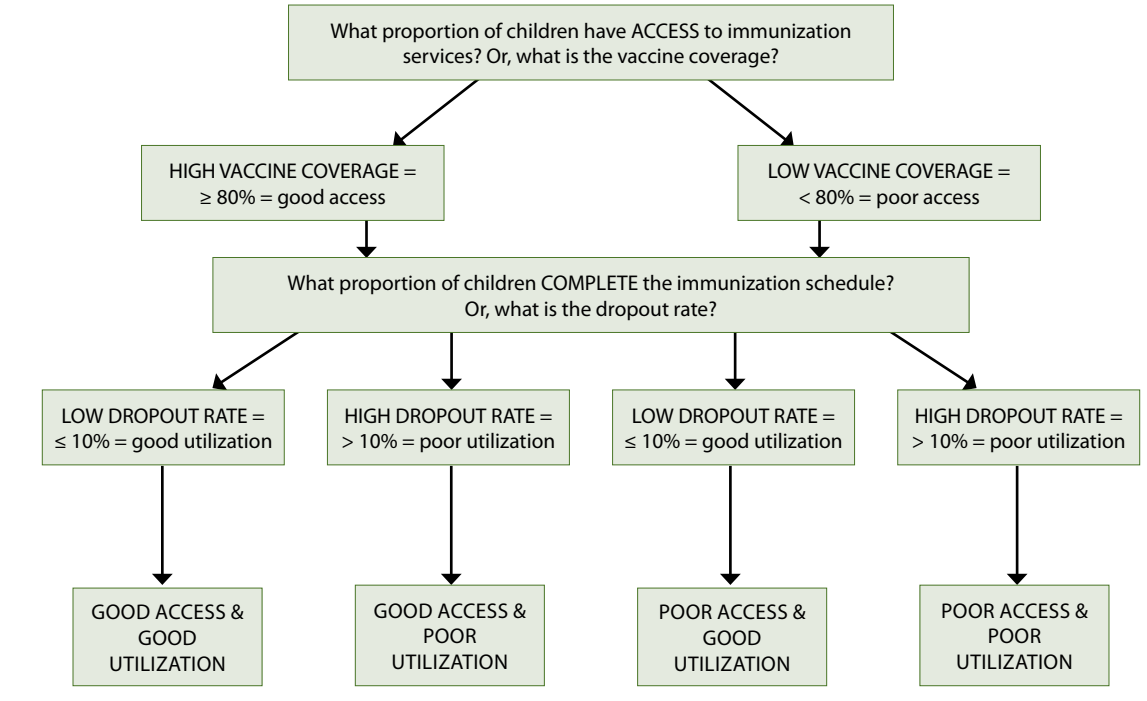 What proportion of children have ACCESS to immunization
services? Or, what is the vaccine coverage?
HIGH VACCINE COVERAGE =
≥ 80% = good access
LOW VACCINE COVERAGE =
< 80% = poor access
What proportion of children COMPLETE the immunization schedule?
Or, what is the dropout rate?
LOW DROPOUT RATE =
≤ 10% = good utilization
HIGH DROPOUT RATE =
> 10% = poor utilization
LOW DROPOUT RATE =
≤ 10% = good utilization
HIGH DROPOUT RATE =
> 10% = poor utilization
GOOD ACCESS &
GOOD
UTILIZATION
GOOD ACCESS &
POOR
UTILIZATION
POOR ACCESS &
GOOD
UTILIZATION
POOR ACCESS &
POOR
UTILIZATION